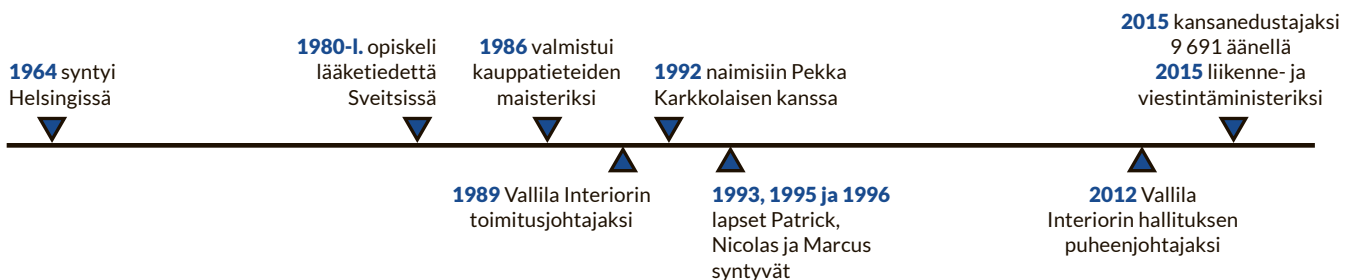 1964 syntyi
Helsingissä
1980-l. opiskeli
lääketiedettä
Sveitsissä
1986 valmistui
kauppatieteiden
maisteriksi
1989 Vallila Interiorin
toimitusjohtajaksi
1992 naimisiin Pekka
Karkkolaisen kanssa
1993, 1995 ja 1996
lapset Patrick,
Nicolas ja Marcus
syntyvät
2012 Vallila
Interiorin hallituksen
puheenjohtajaksi
2015 kansanedustajaksi
9 691 äänellä
2015 liikenne- ja
viestintäministeriksi